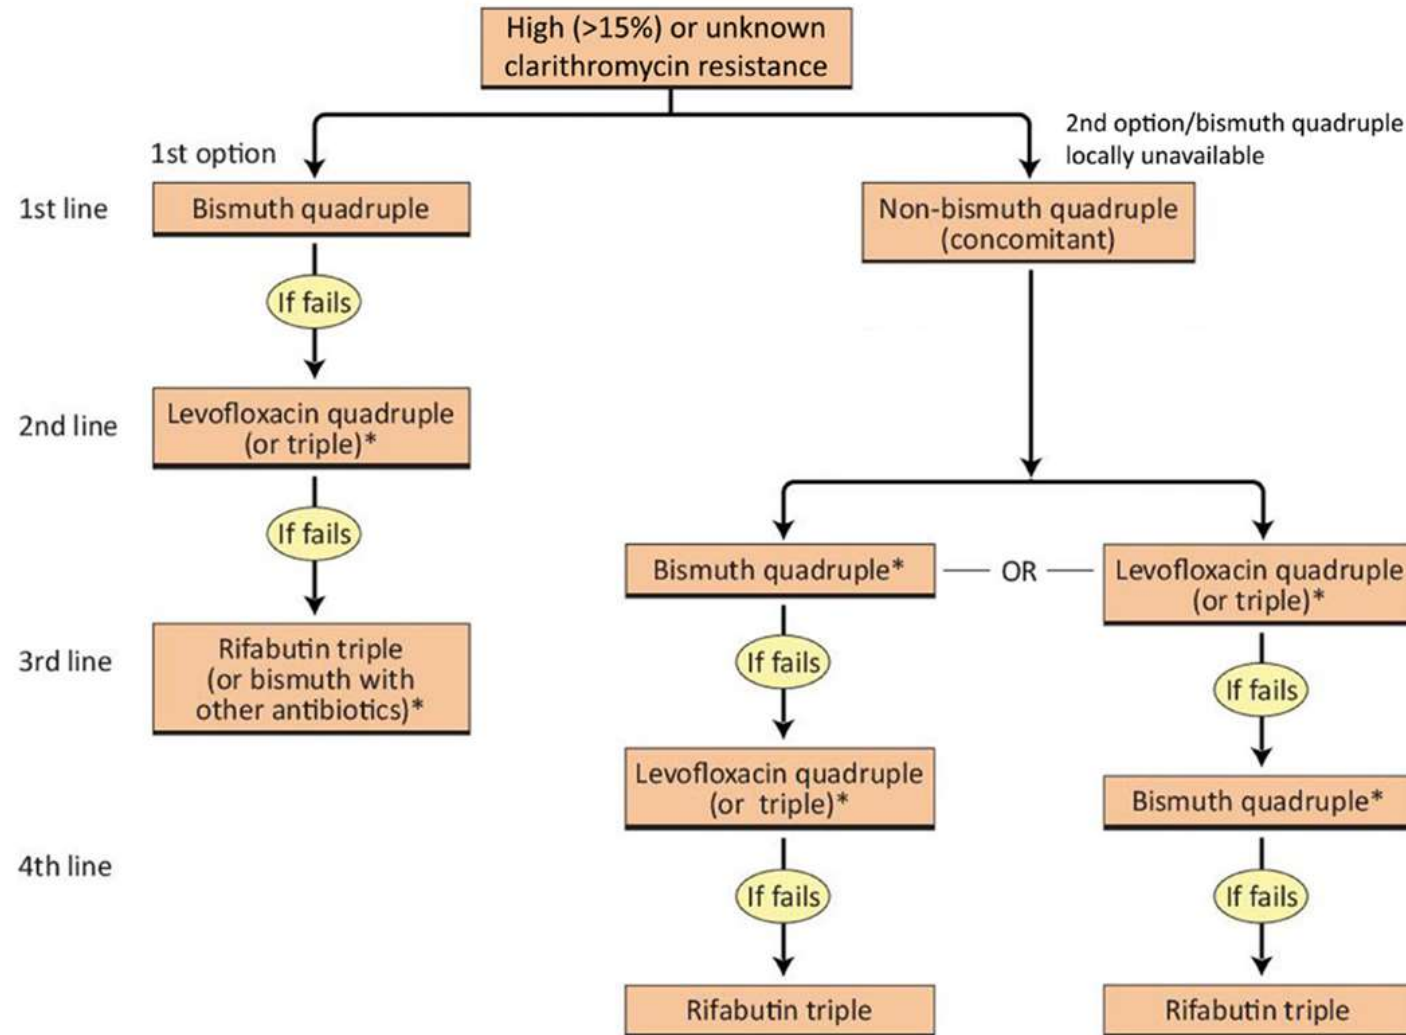 High (>15%) or unknown
clarithromycin resistance
1st option
2nd option/bismuth quadruple
locally unavailable
1st line
Bismuth quadruple
Non-bismuth quadruple
(concomitant)
If fails
2nd line
Levofloxacin quadruple
(or triple)*
If fails
Bismuth quadruple*
OR
Levofloxacin quadruple
(or triple)*
3rd line
Rifabutin triple
(or bismuth with
other antibiotics)*
If fails
If fails
Levofloxacin quadruple
(or triple)*
Bismuth quadruple*
4th line
If fails
If fails
Rifabutin triple
Rifabutin triple